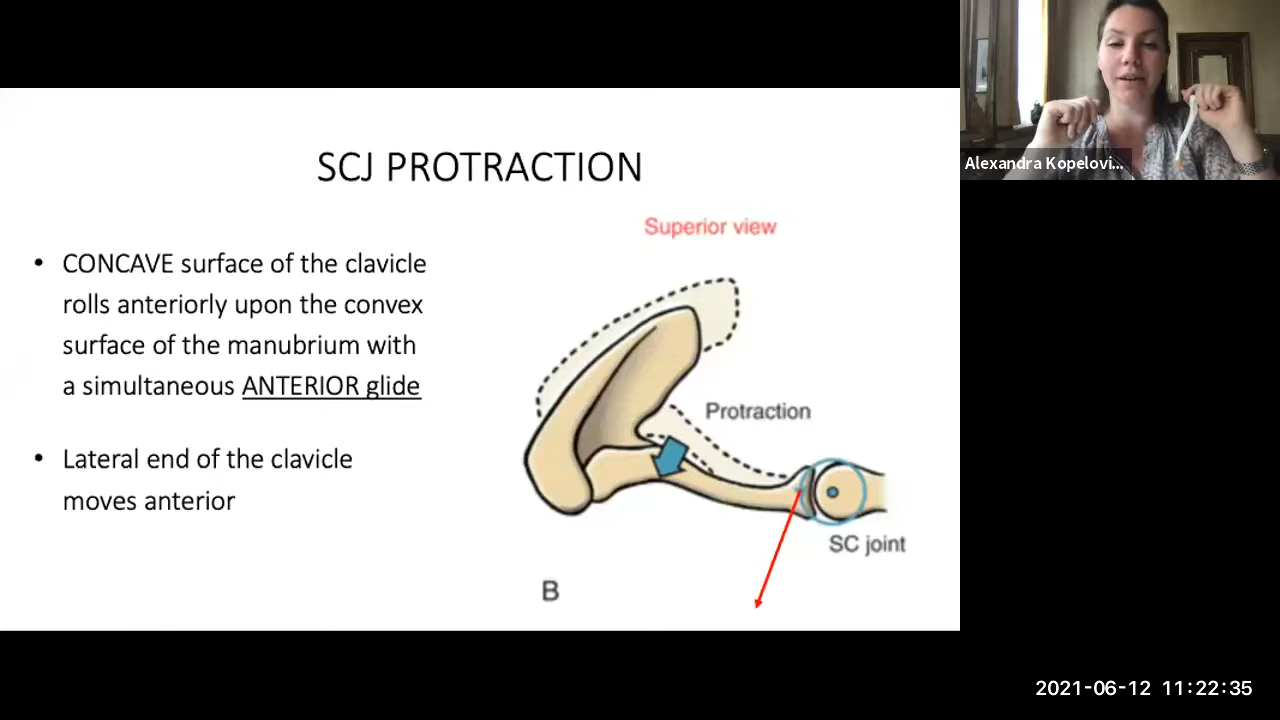 SCJ PROTRACTION
• CONCAVE surface of the clavicle
rolls anteriorly upon the convex
surface of the manubrium with
a simultaneous ANTERIOR glide
• Lateral end of the clavicle
moves anterior
Superior view
Protraction
SC joint
B
Alexandra Kopelovi...
2021-06-12 11:22:35